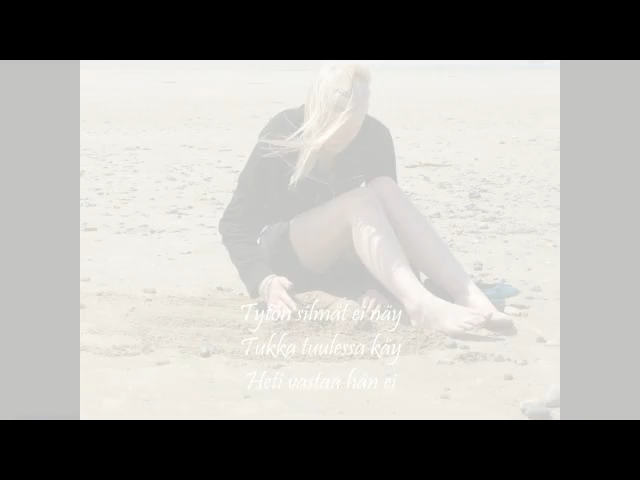 Tytön silmät ei näy
Tukka tuulessa käy
Heti vastaa hän ei